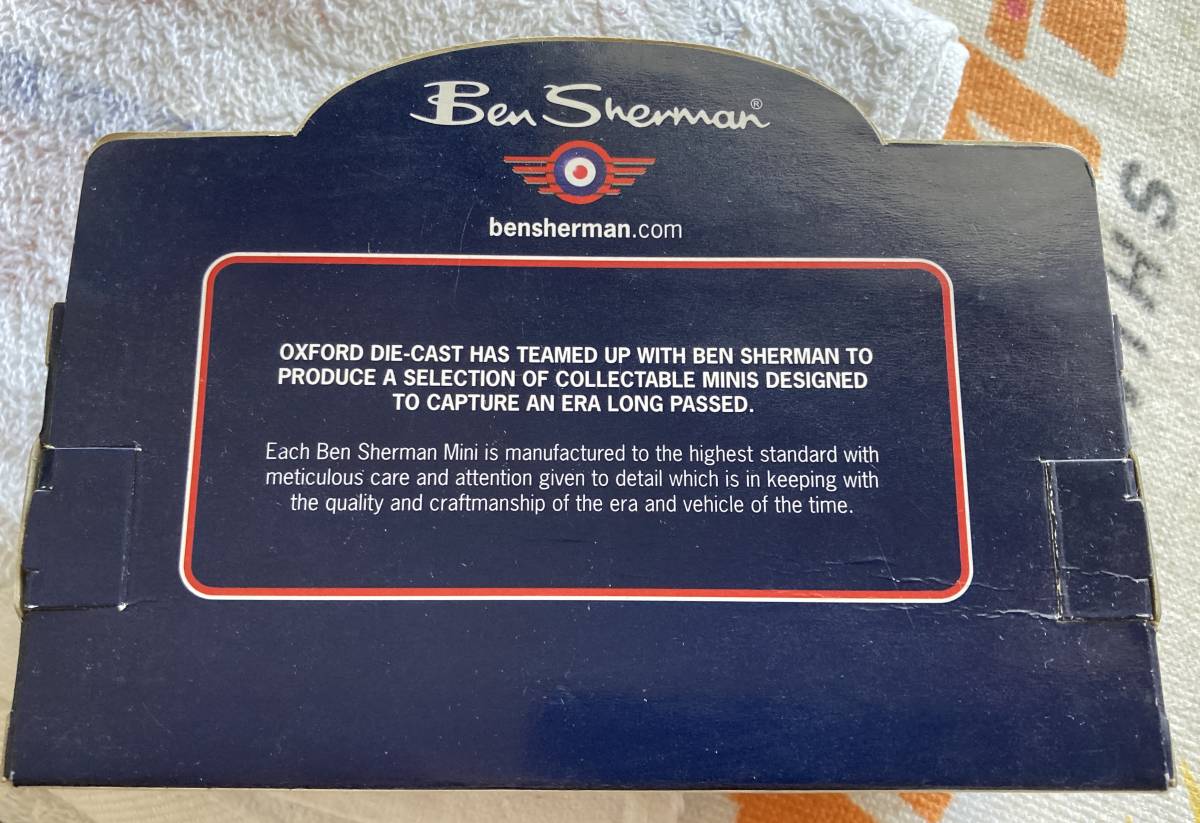 Ben Sherman®
bensherman.com
OXFORD DIE-CAST HAS TEAMED UP WITH BEN SHERMAN TO
PRODUCE A SELECTION OF COLLECTABLE MINIS DESIGNED
TO CAPTURE AN ERA LONG PASSED.
Each Ben Sherman Mini is manufactured to the highest standard with
meticulous care and attention given to detail which is in keeping with
the quality and craftmanship of the era and vehicle of the time.